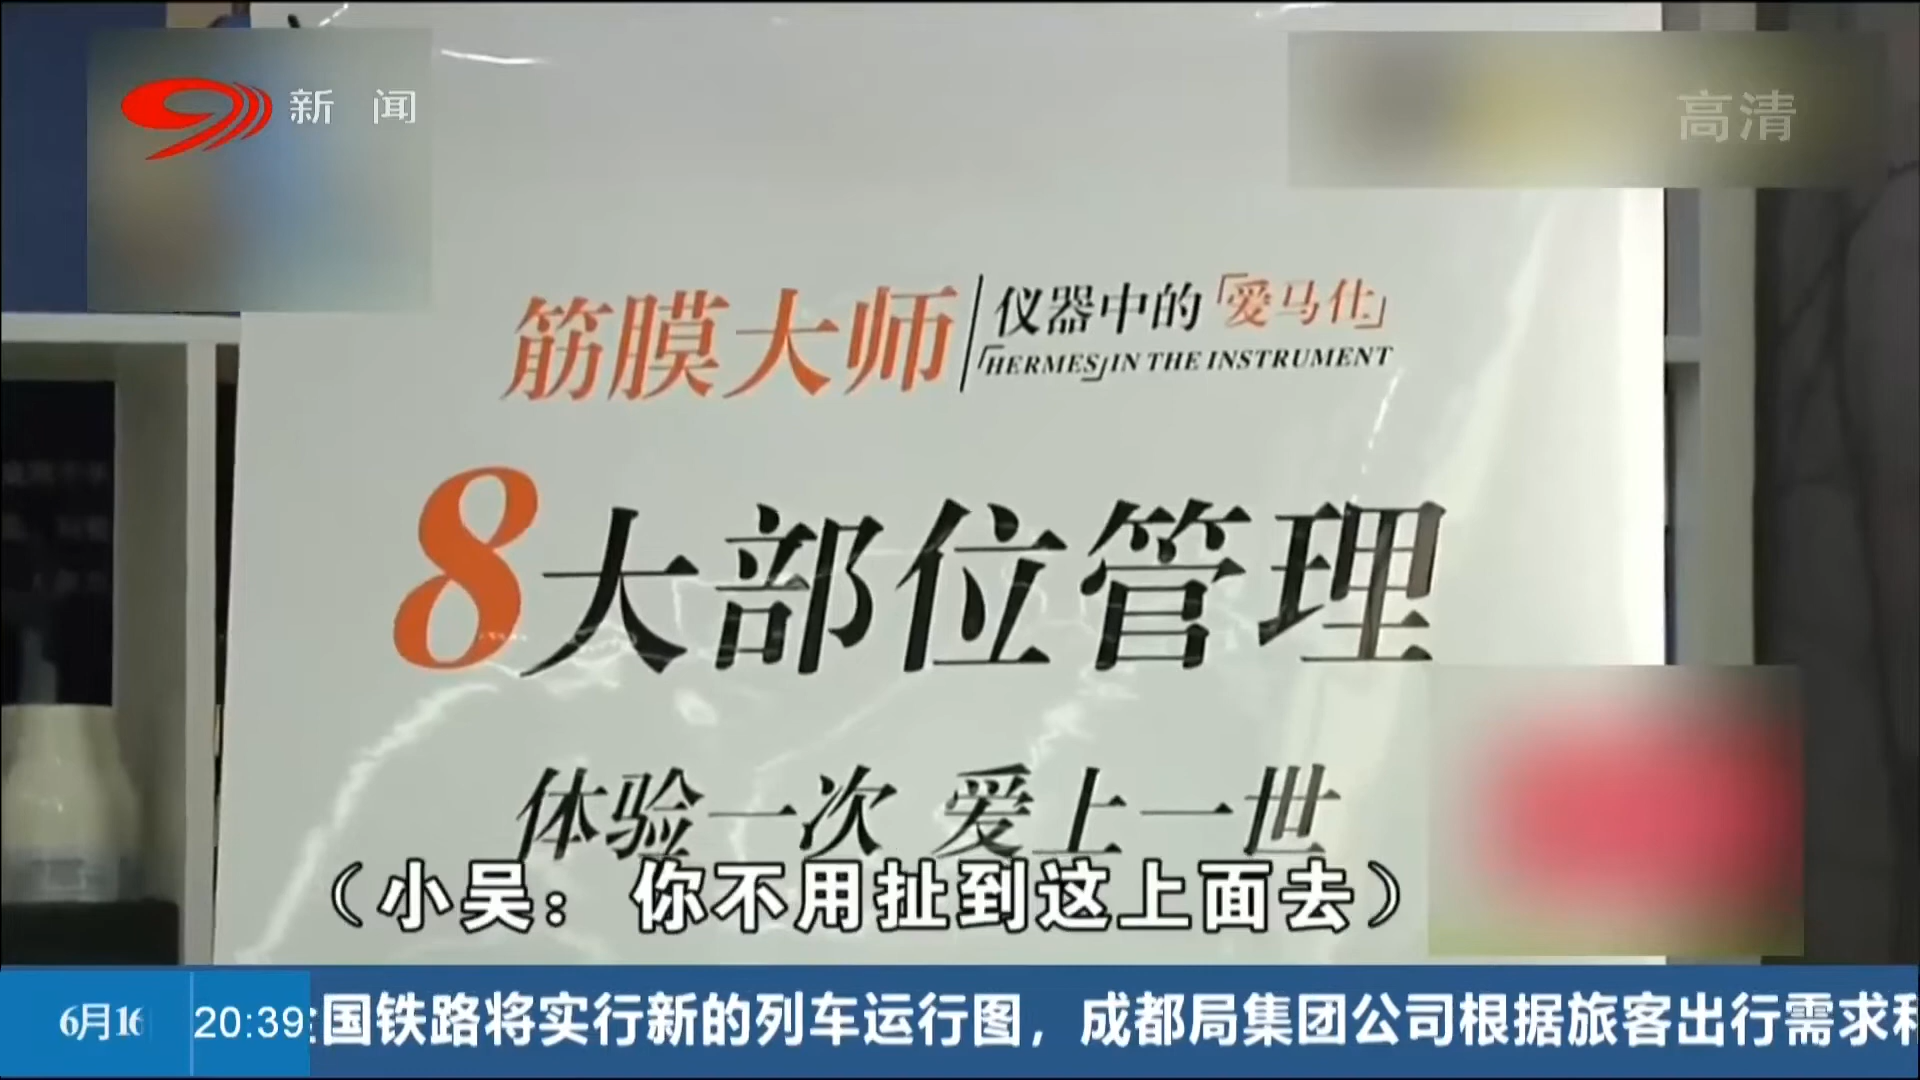 新闻
高清
筋膜大师
仪器中的「爱马仕」
「HERMES」IN THE INSTRUMENT
8大部位管理
体验一次 爱上一世
（小吴：你不用扯到这上面去）
6月16
20:39
国铁路将实行新的列车运行图，成都局集团公司根据旅客出行需求和